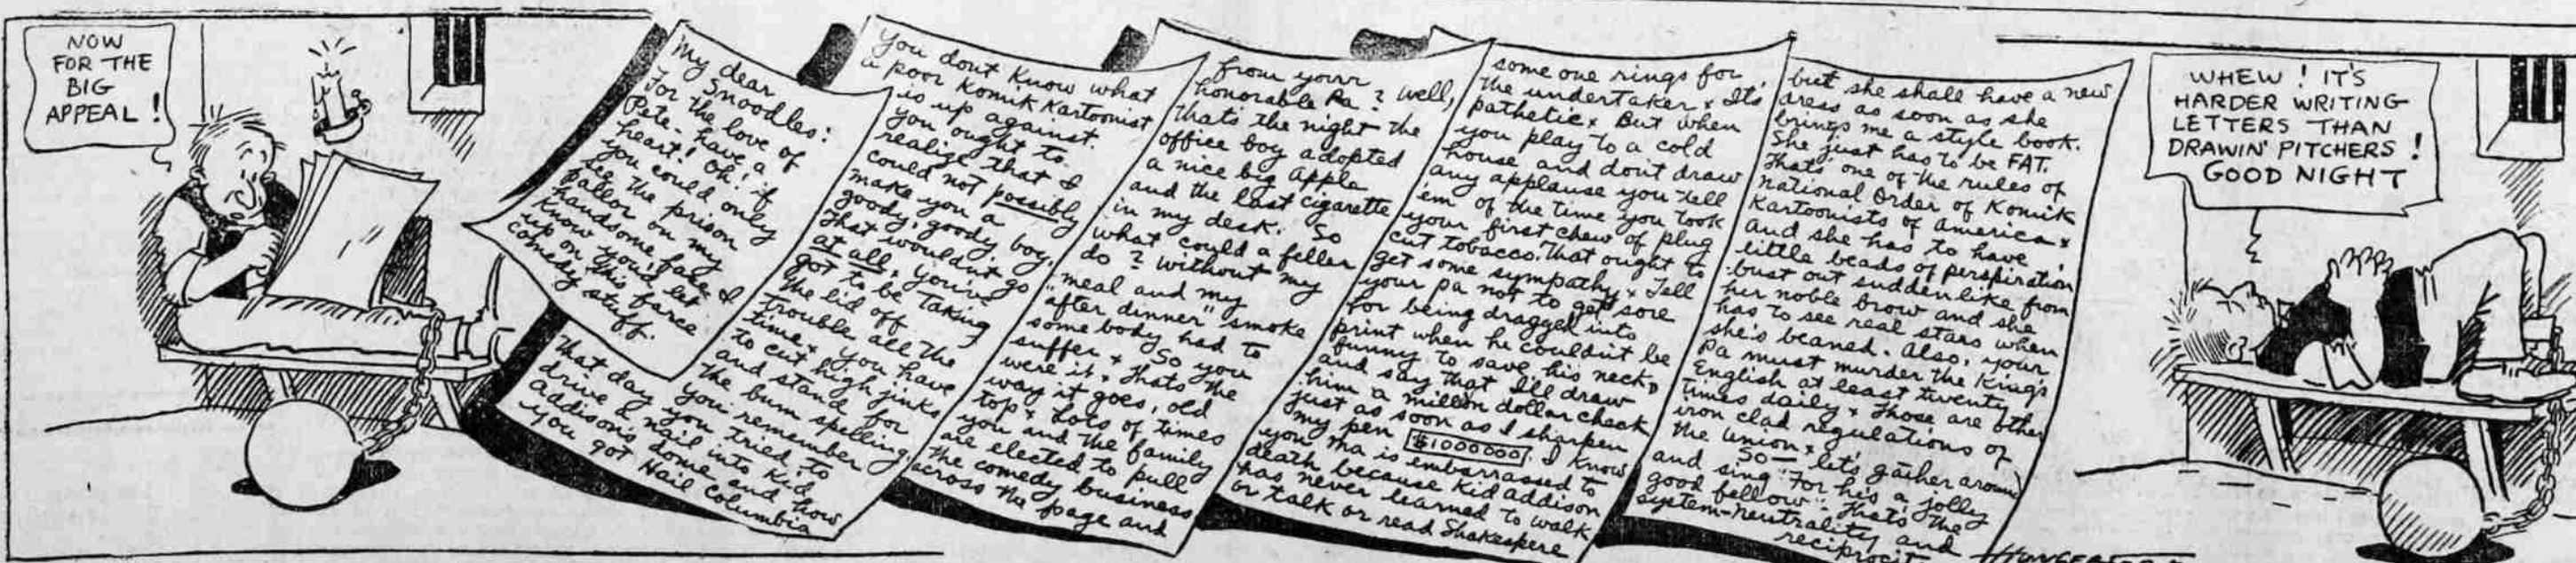 NOW
FOR THE
BIG
APPEAL!
My dear
Snoodles:
For the love of
Pete - have a
heart! Oh! if
you could only
see the prison
pallor on my
handsome face I
know you'd let
up on this farce
comedy stuff.
You dont know what
a poor Komik Kartoonist
is up against.
You ought to
realize that I
could not possibly
make you a
goody, goody boy.
That wouldn't go
at all. You've
got to be taking
the lid off
trouble all the
time x You have
to cut high jinks
and stand for
the bum spelling.
You remember
that day you tried to
drive a nail into Kid
Addison's dome and how
you got Hail Columbia
from yourr
honorable Pa? Well,
thats the night the
office boy adopted
a nice big apple
and the last cigarette
in my desk. So
what could a feller
do? Without my
meal and my
"after dinner" smoke
some body had to
suffer x So you
were it x Thats the
way it goes, old
top x Lots of times
you and the family
are elected to pull
the comedy business
across the page and
some one rings for
the undertaker x It's
pathetic x But when
you play to a cold
house and dont draw
any applause you tell
'em of the time you took
your first chew of plug
cut tobacco. That ought to
get some sympathy x Tell
your pa not to get sore
for being dragged into
print when he couldn't be
funny to save his neck,
and say that I'll draw
him a million dollar check
just as soon as I sharpen
my pen $1000000. I know
your Ma is embarrassed to
death because Kid Addison
has never learned to walk
or talk or read Shakespere
but she shall have a new
dress as soon as she
brings me a style book.
She just has to be FAT.
That's one of the rules of
National Order of Komik
Kartoonists of America x
and she has to have
little beads of perspiration
bust out sudden like from
her noble brow and she
has to see real stars when
she's beaned. Also, your
Pa must murder the King's
English at least twenty
times daily x Those are other
iron clad regulations of
the union x
So — let's gather around
and sing "For he's a jolley
good fellow". That's the
system - neutrality and
WHEW! IT'S
HARDER WRITING
LETTERS THAN
DRAWIN' PITCHERS!
GOOD NIGHT